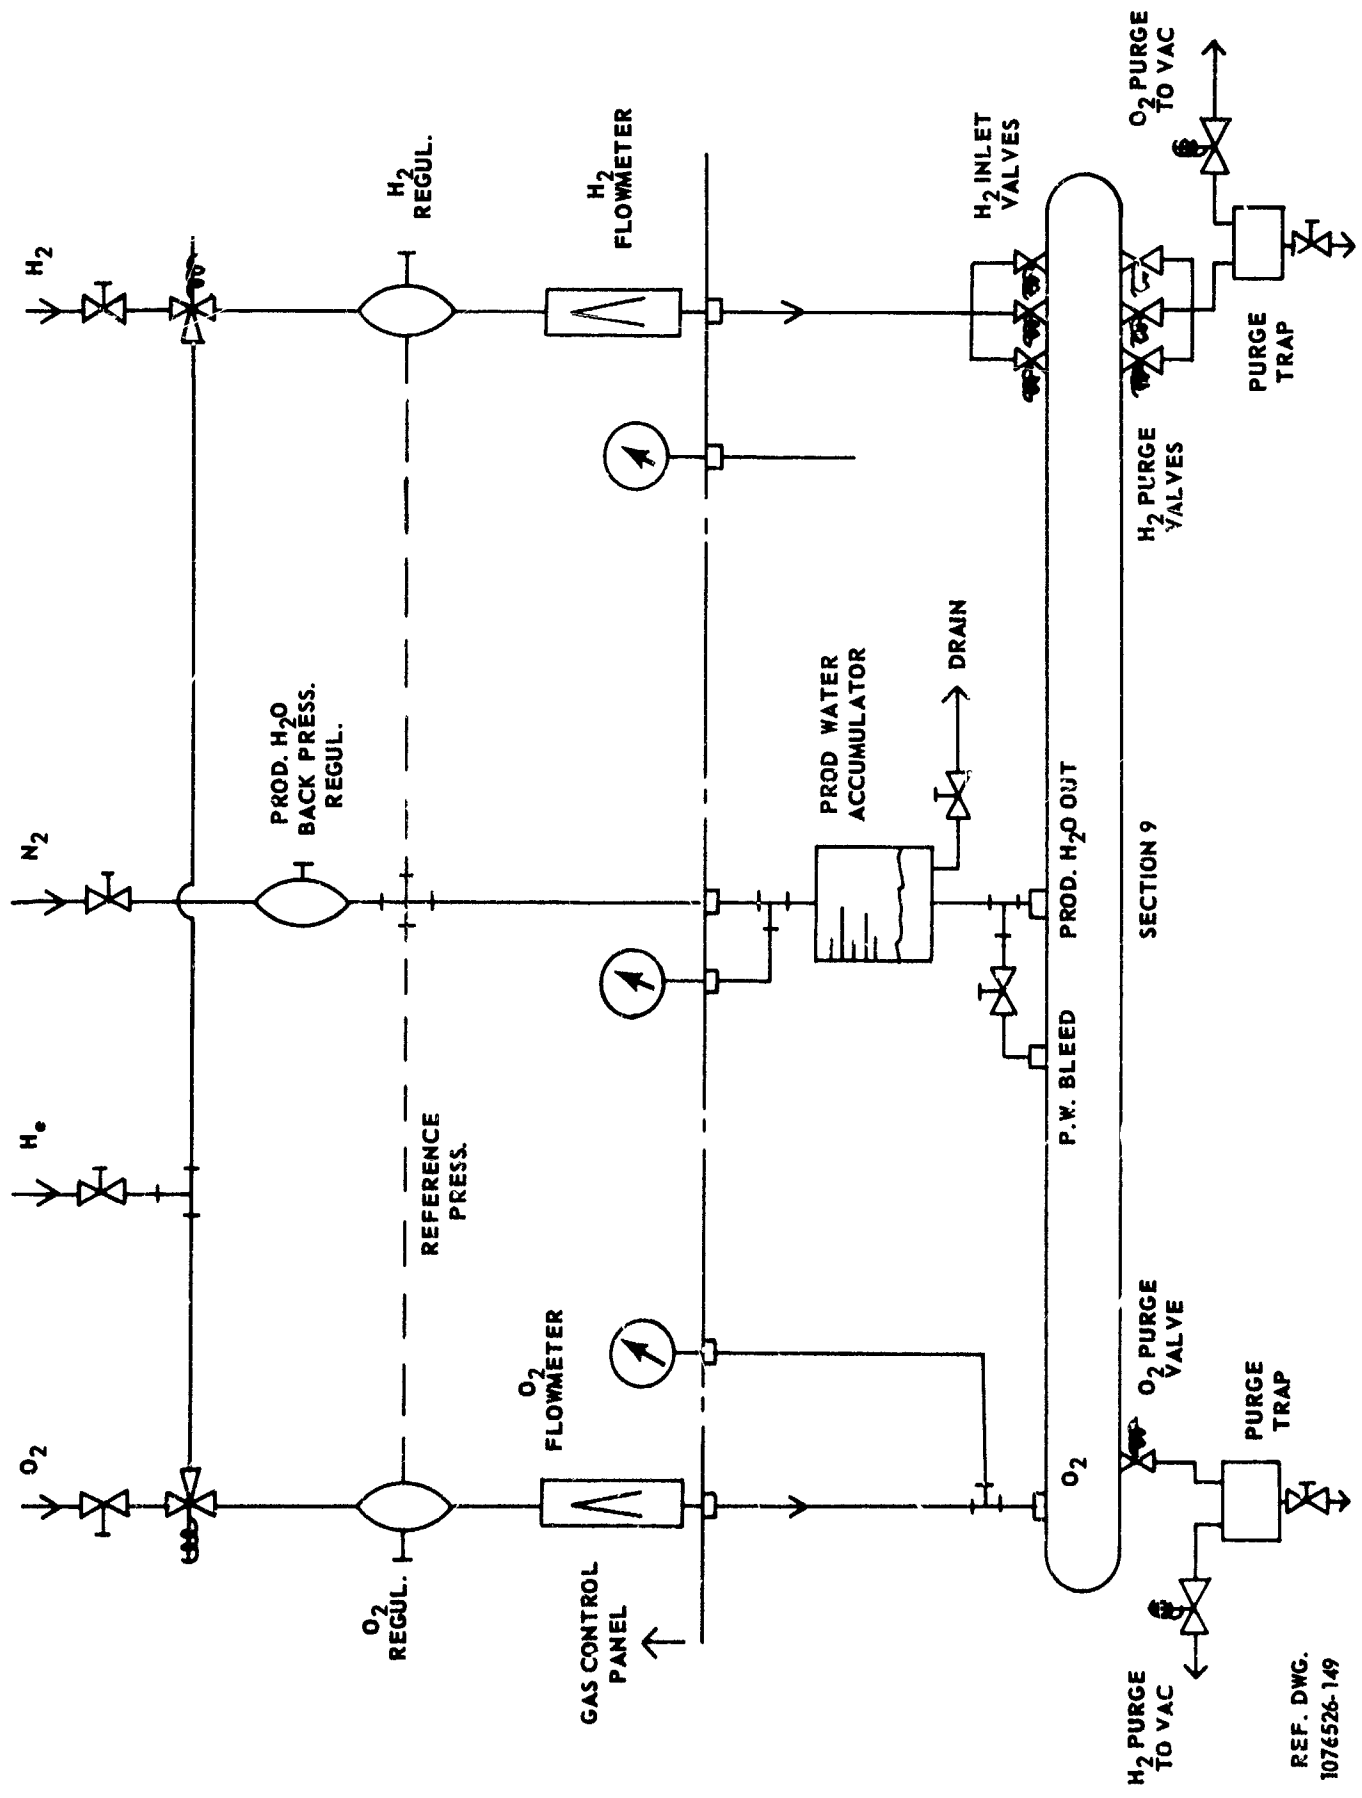 O2
He
N2
H2
PROD. H2O
BACK PRESS.
REGUL.
O2
REGUL.
REFERENCE
PRESS.
H2
REGUL.
O2
FLOWMETER
H2
FLOWMETER
GAS CONTROL
PANEL
PROD WATER
ACCUMULATOR
DRAIN
H2 INLET
VALVES
O2
P.W. BLEED
PROD. H2O OUT
H2 PURGE
TO VAC
O2 PURGE
VALVE
SECTION 9
H2 PURGE
VALVES
O2 PURGE
TO VAC
PURGE
TRAP
PURGE
TRAP
REF. DWG.
1076526-149